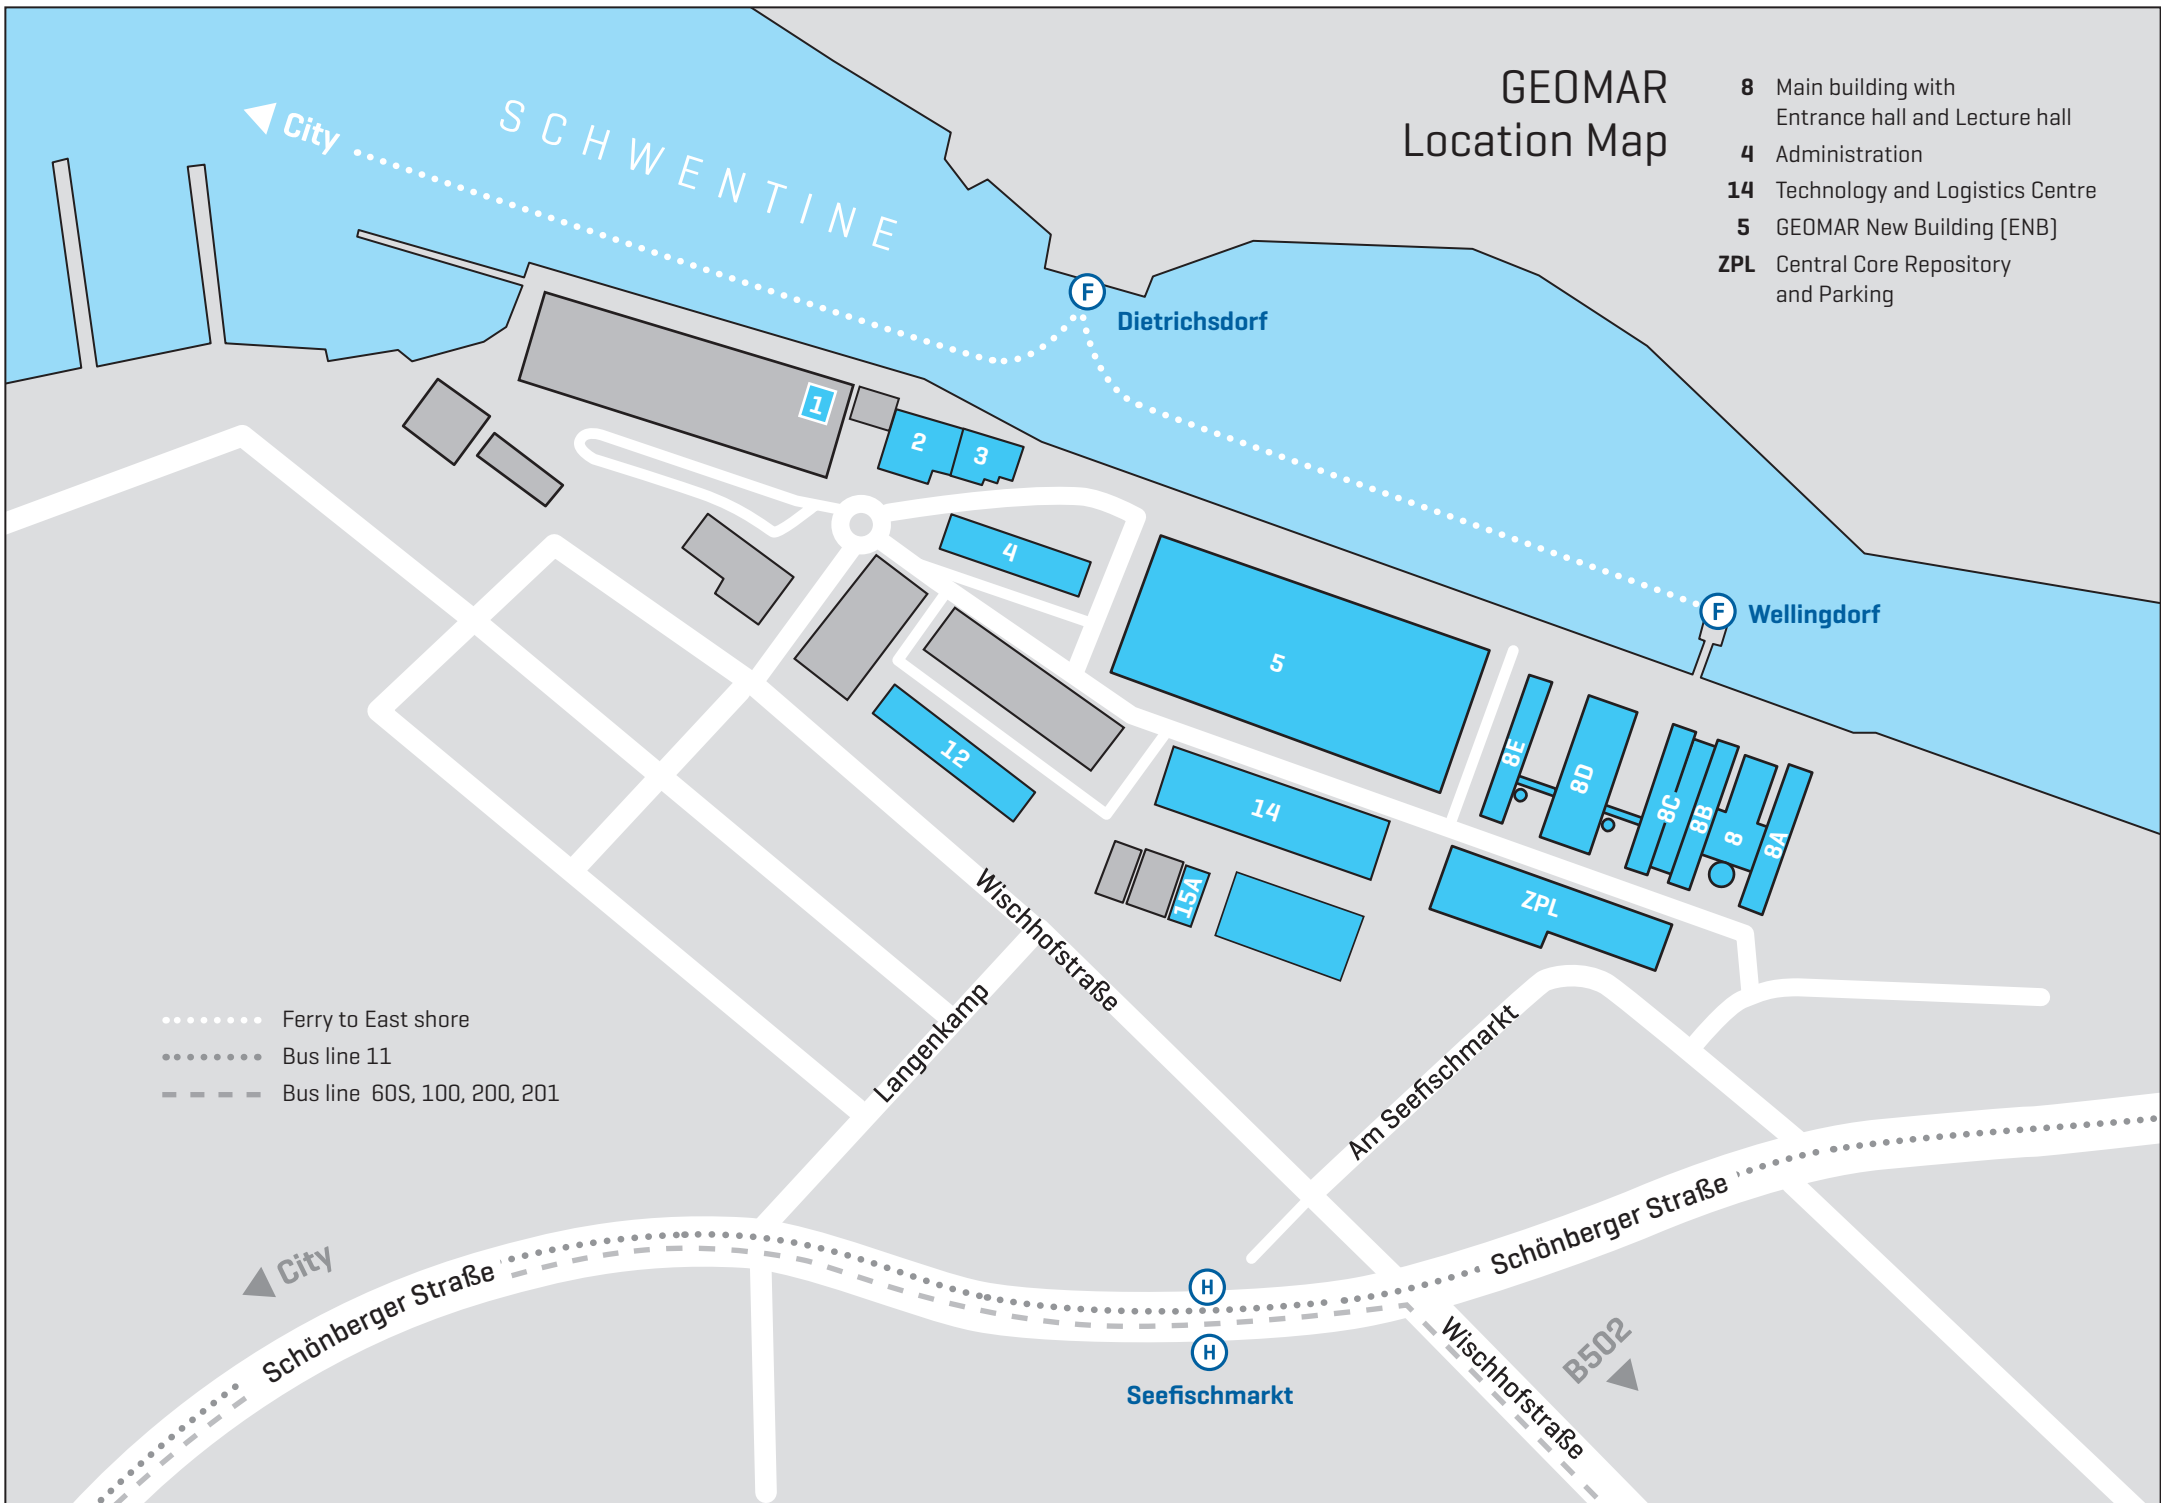 GEOMAR
Location Map
8 Main building with
Entrance hall and Lecture hall
4 Administration
14 Technology and Logistics Centre
5 GEOMAR New Building (ENB)
ZPL Central Core Repository
and Parking
City
SCHWENTINE
F
Dietrichsdorf
1
2
3
4
5
F
Wellingdorf
12
14
15A
8E
8D
8C
8B
8
8A
ZPL
Wischhofstraße
Langenkamp
Am Seefischmarkt
Ferry to East shore
Bus line 11
Bus line 60S, 100, 200, 201
City
Schönberger Straße
Schönberger Straße
H
H
Seefischmarkt
Wischhofstraße
B502